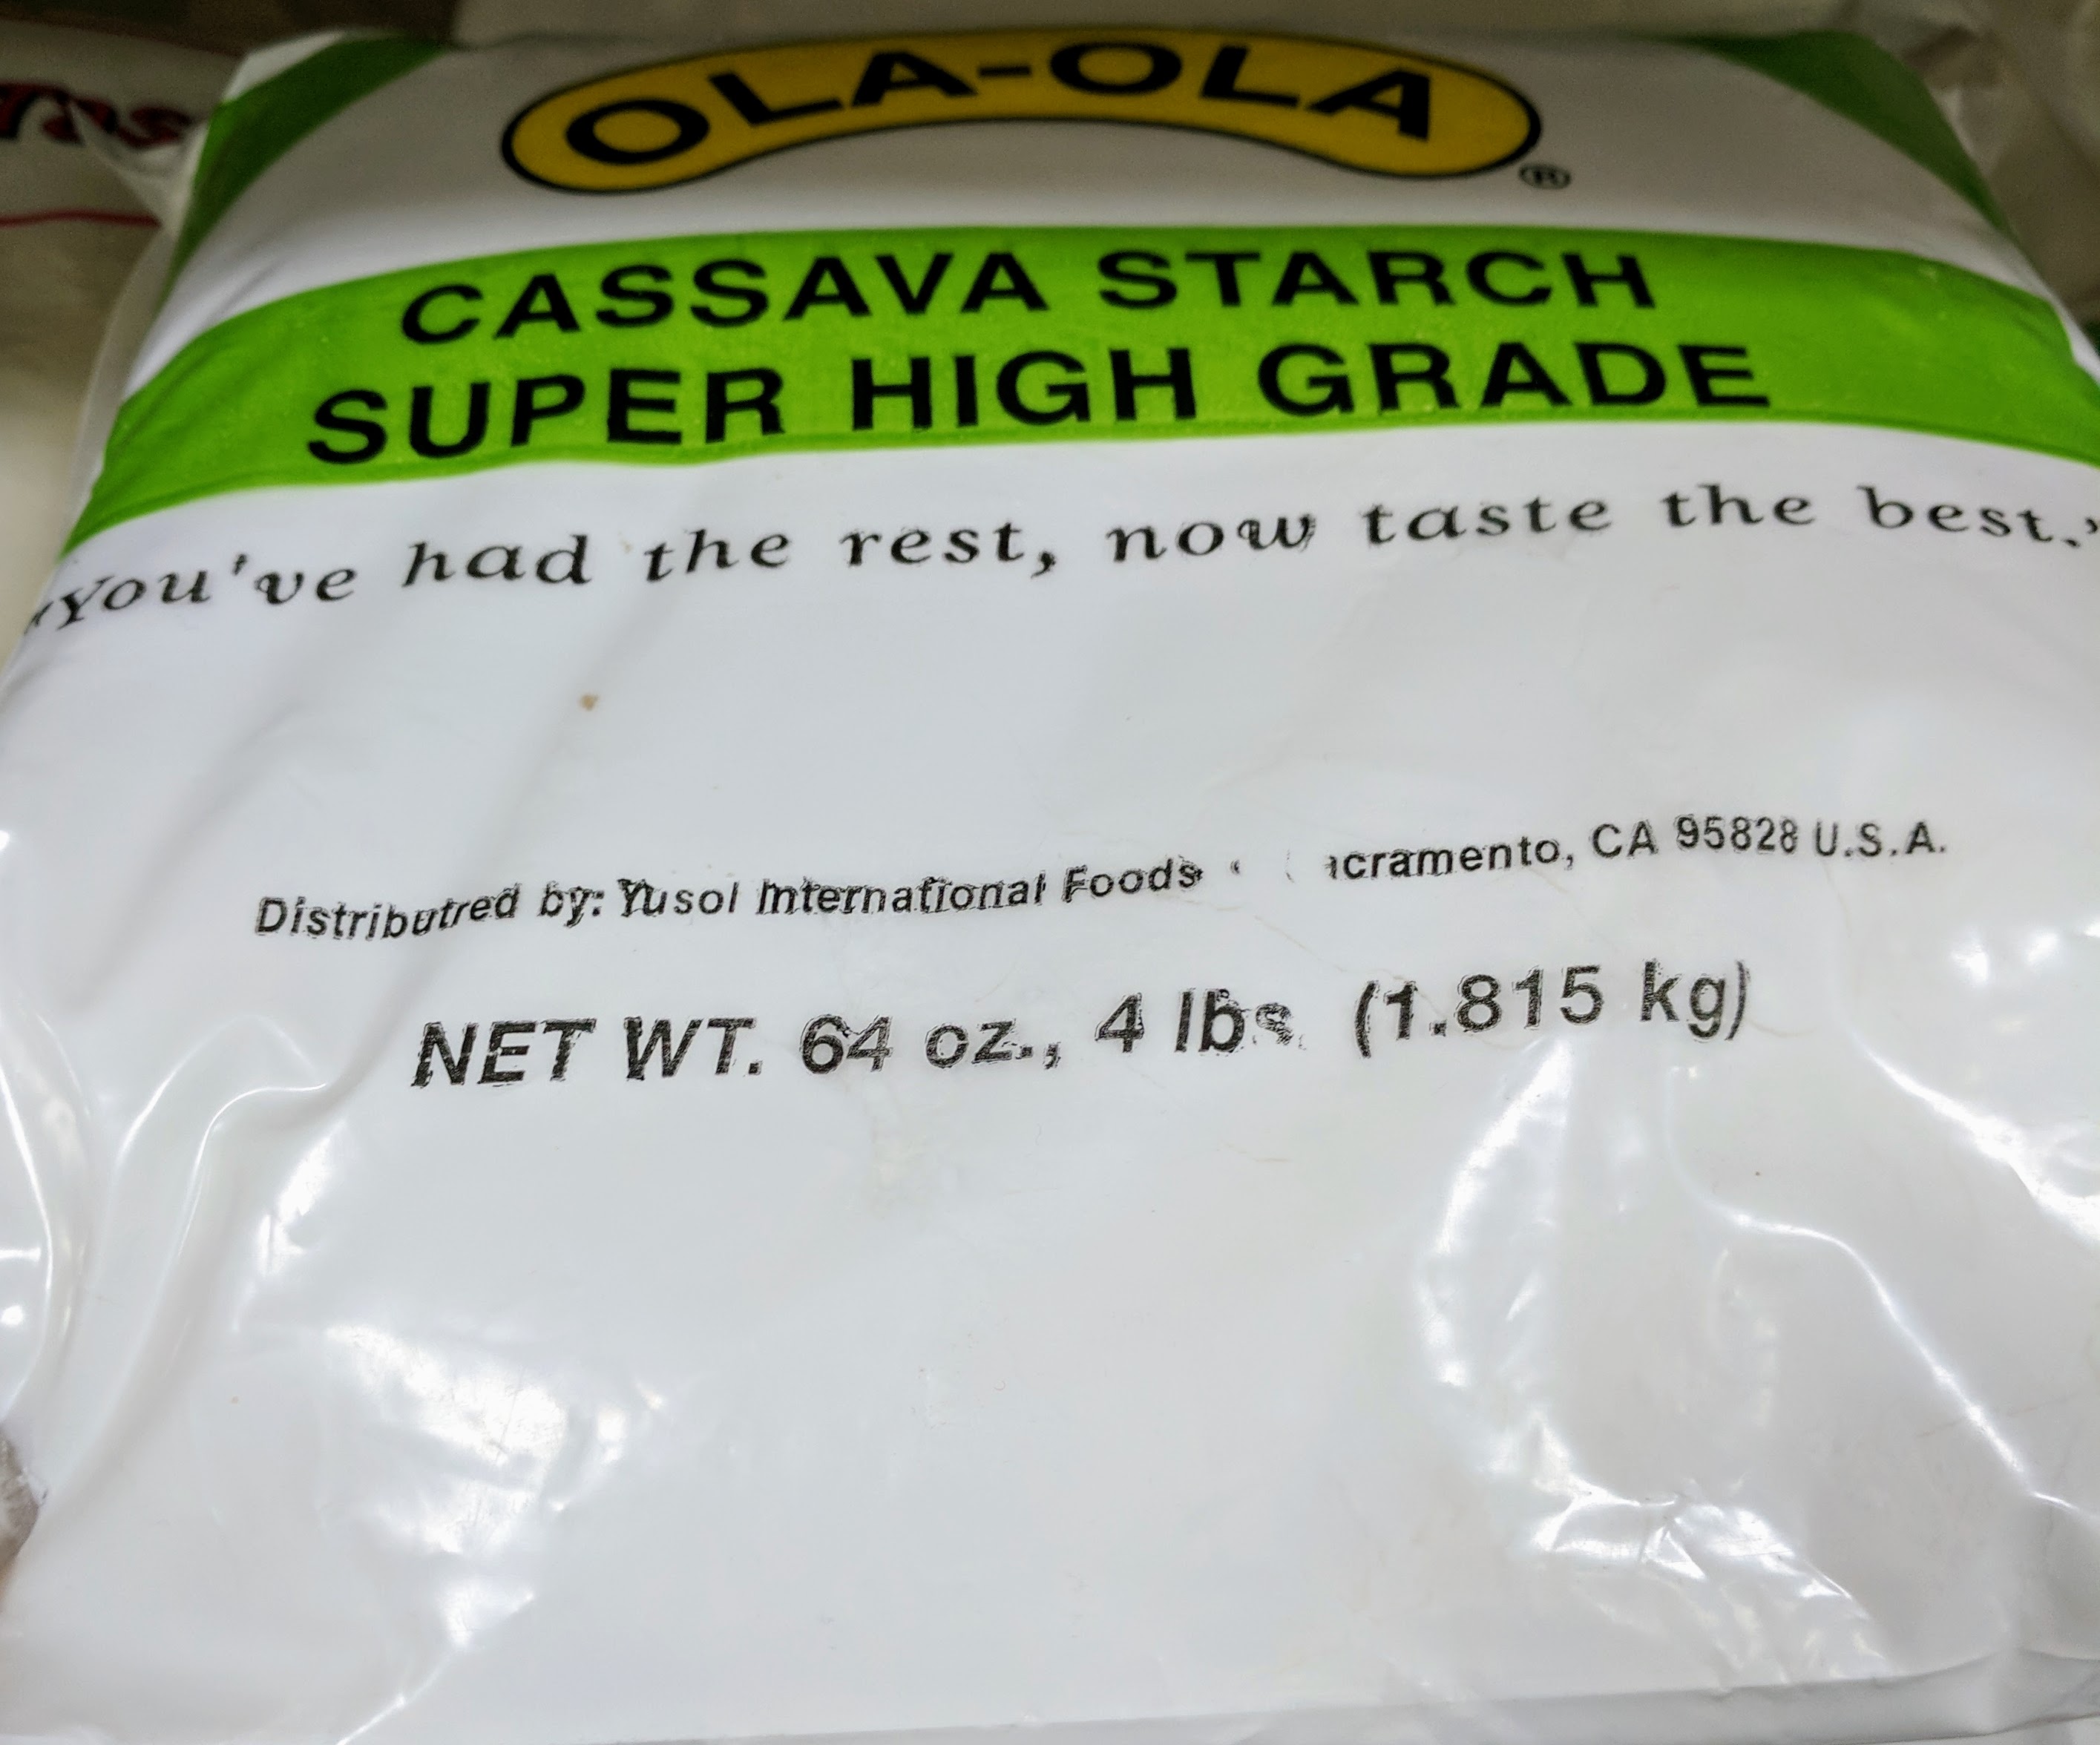 OLA-OLA
®
CASSAVA STARCH
SUPER HIGH GRADE
"You've had the rest, now taste the best."
Distributred by: Yusol International Foods · acramento, CA 95828 U.S.A.
NET WT. 64 oz., 4 lbs (1.815 kg)